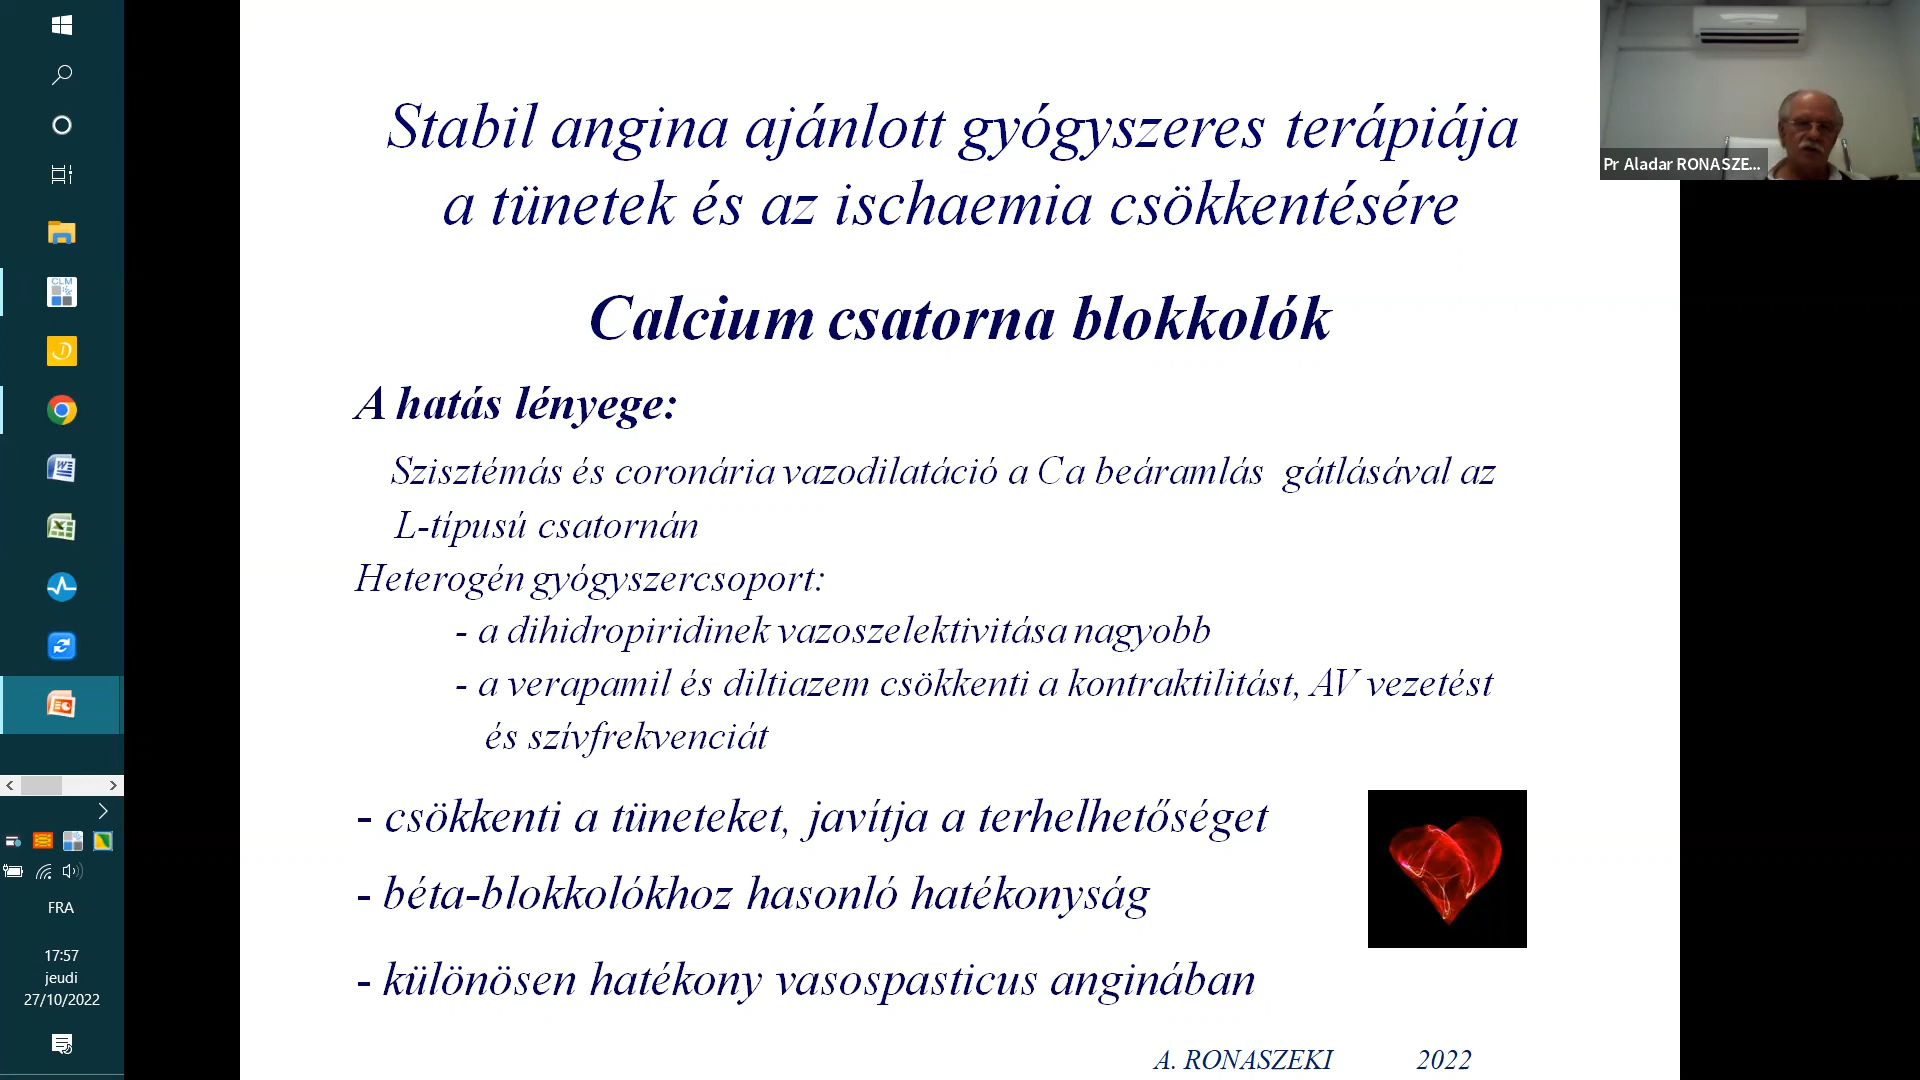 Stabil angina ajánlott gyógyszeres terápiája
a tünetek és az ischaemia csökkentésére
Calcium csatorna blokkolók
A hatás lényege:
Szisztémás és coronária vazodilatáció a Ca beáramlás gátlásával az
L-típusú csatornán
Heterogén gyógyszercsoport:
- a dihidropiridinek vazoszelektivitása nagyobb
- a verapamil és diltiazem csökkenti a kontraktilitást, AV vezetést
és szívfrekvenciát
- csökkenti a tüneteket, javítja a terhelhetőséget
- béta-blokkolókhoz hasonló hatékonyság
- különösen hatékony vasospasticus anginában
A. RONASZEKI 2022
Pr Aladar RONASZE...
CLM
FRA
17:57
jeudi
27/10/2022